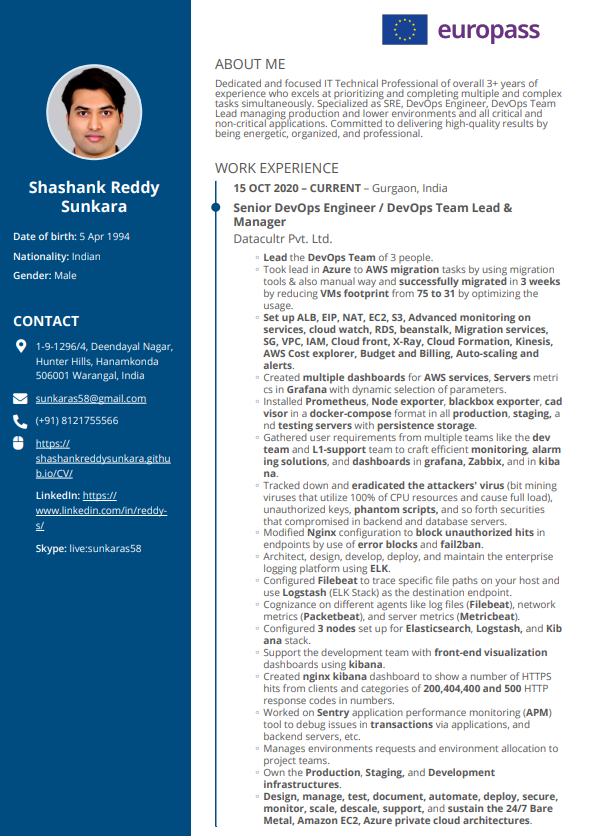 europass
Shashank Reddy
Sunkara
Date of birth: 5 Apr 1994
Nationality: Indian
Gender: Male
CONTACT
1-9-1296/4, Deendayal Nagar,
Hunter Hills, Hanamkonda
506001 Warangal, India
sunkaras58@gmail.com
(+91) 8121755566
https://
shashankreddysunkara.githu
b.io/CV/
LinkedIn: https://
www.linkedin.com/in/reddy-
s/
Skype: live:sunkaras58
ABOUT ME
Dedicated and focused IT Technical Professional of overall 3+ years of
experience who excels at prioritizing and completing multiple and complex
tasks simultaneously. Specialized as SRE, DevOps Engineer, DevOps Team
Lead managing production and lower environments and all critical and
non-critical applications. Committed to delivering high-quality results by
being energetic, organized, and professional.
WORK EXPERIENCE
15 OCT 2020 – CURRENT – Gurgaon, India
Senior DevOps Engineer / DevOps Team Lead &
Manager
Datacultr Pvt. Ltd.
▫ Lead the DevOps Team of 3 people.
▫ Took lead in Azure to AWS migration tasks by using migration
tools & also manual way and successfully migrated in 3 weeks
by reducing VMs footprint from 75 to 31 by optimizing the
usage.
▫ Set up ALB, EIP, NAT, EC2, S3, Advanced monitoring on
services, cloud watch, RDS, beanstalk, Migration services,
SG, VPC, IAM, Cloud front, X-Ray, Cloud Formation, Kinesis,
AWS Cost explorer, Budget and Billing, Auto-scaling and
alerts.
▫ Created multiple dashboards for AWS services, Servers metri
cs in Grafana with dynamic selection of parameters.
▫ Installed Prometheus, Node exporter, blackbox exporter, cad
visor in a docker-compose format in all production, staging, a
nd testing servers with persistence storage.
▫ Gathered user requirements from multiple teams like the dev
team and L1-support team to craft efficient monitoring, alarm
ing solutions, and dashboards in grafana, Zabbix, and in kiba
na.
▫ Tracked down and eradicated the attackers' virus (bit mining
viruses that utilize 100% of CPU resources and cause full load),
unauthorized keys, phantom scripts, and so forth securities
that compromised in backend and database servers.
▫ Modified Nginx configuration to block unauthorized hits in
endpoints by use of error blocks and fail2ban.
▫ Architect, design, develop, deploy, and maintain the enterprise
logging platform using ELK.
▫ Configured Filebeat to trace specific file paths on your host and
use Logstash (ELK Stack) as the destination endpoint.
▫ Cognizance on different agents like log files (Filebeat), network
metrics (Packetbeat), and server metrics (Metricbeat).
▫ Configured 3 nodes set up for Elasticsearch, Logstash, and Kib
ana stack.
▫ Support the development team with front-end visualization
dashboards using kibana.
▫ Created nginx kibana dashboard to show a number of HTTPS
hits from clients and categories of 200,404,400 and 500 HTTP
response codes in numbers.
▫ Worked on Sentry application performance monitoring (APM)
tool to debug issues in transactions via applications, and
backend servers, etc.
▫ Manages environments requests and environment allocation to
project teams.
▫ Own the Production, Staging, and Development
infrastructures.
▫ Design, manage, test, document, automate, deploy, secure,
monitor, scale, descale, support, and sustain the 24/7 Bare
Metal, Amazon EC2, Azure private cloud architectures.